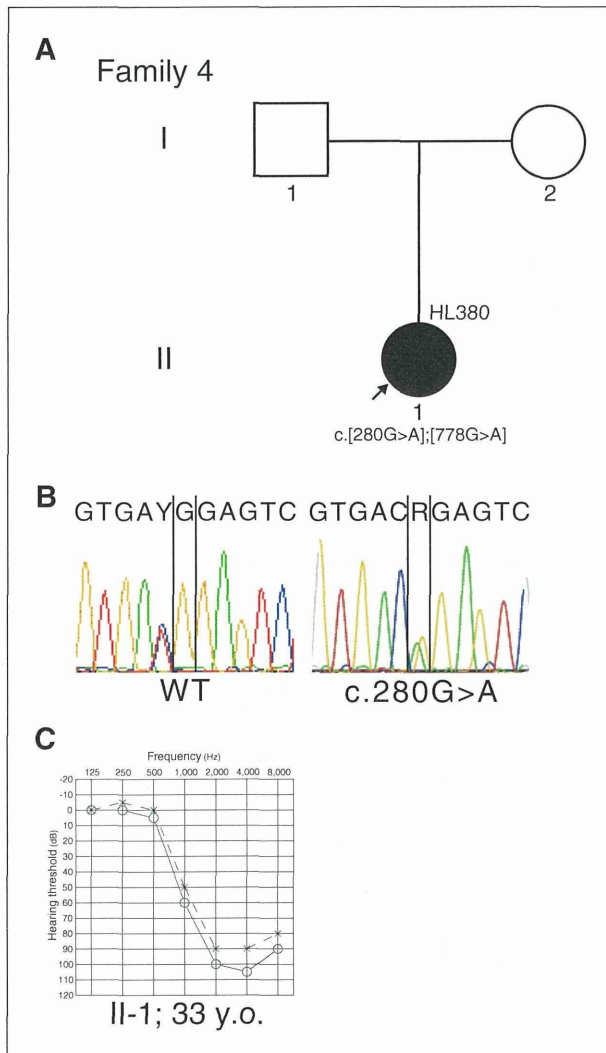 A
Family 4
I
1
2
HL380
II
1
c.[280G>A];[778G>A]
B
GTGAYGGAGTC GTGACRGAGTC
WT
c.280G>A
C
Frequency (Hz)
125 250 500 1,000 2,000 4,000 8,000
Hearing threshold (dB)
-20
-10
0
5
10
20
30
40
50
60
70
80
90
100
110
120
II-1; 33 y.o.